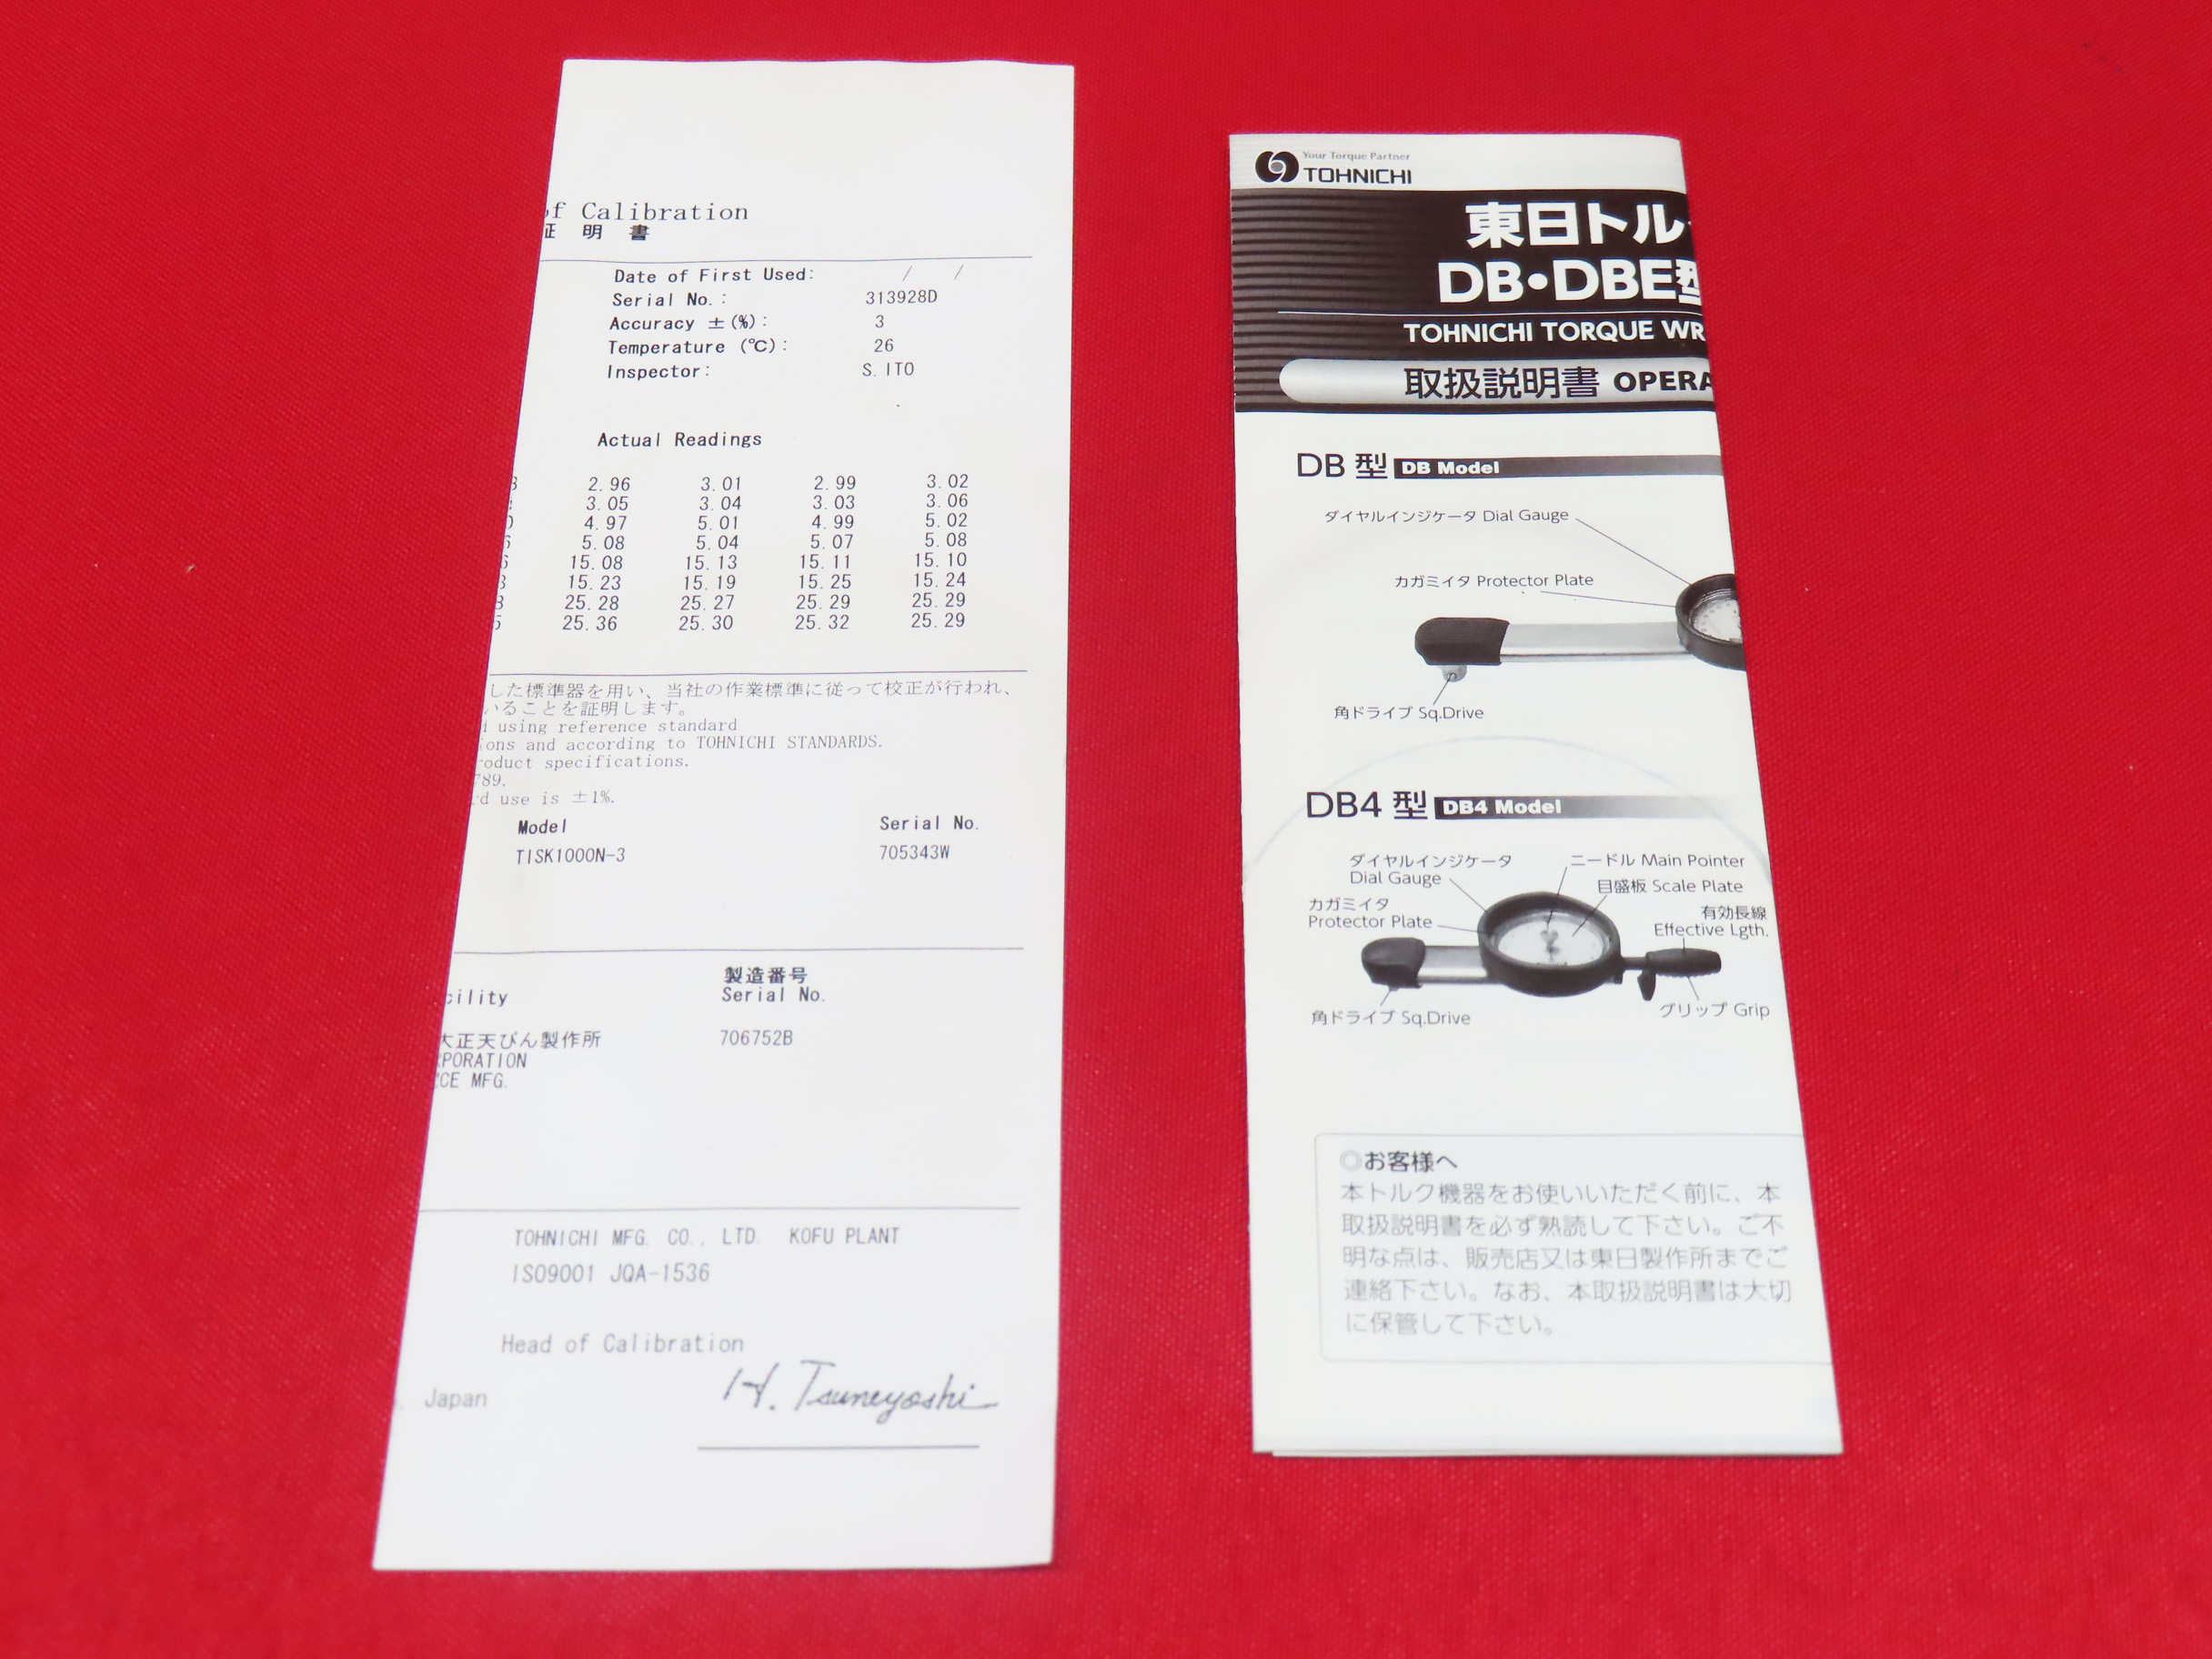 of Calibration
証 明 書
Date of First Used: / /
Serial No.: 313928D
Accuracy ±(%): 3
Temperature (℃): 26
Inspector: S. ITO
Actual Readings
2.96 3.01 2.99 3.02
3.05 3.04 3.03 3.06
4.97 5.01 4.99 5.02
5.08 5.04 5.07 5.08
15.08 15.13 15.11 15.10
15.23 15.19 15.25 15.24
25.28 25.27 25.29 25.29
25.36 25.30 25.32 25.29
した標準器を用い、当社の作業標準に従って校正が行われ、
いることを証明します。
using reference standard
ions and according to TOHNICHI STANDARDS.
roduct specifications.
789.
d use is ±1%.
Model Serial No.
TISK1000N-3 705343W
製造番号
cility Serial No.
大正天びん製作所 706752B
RPORATION
CE MFG.
TOHNICHI MFG. CO., LTD. KOFU PLANT
ISO9001 JQA-1536
Head of Calibration
H. Tsuneyoshi
Japan
Your Torque Partner
TOHNICHI
東日トル
DB・DBE型
TOHNICHI TORQUE WR
取扱説明書 OPERA
DB 型 DB Model
ダイヤルインジケータ Dial Gauge
カガミイタ Protector Plate
角ドライブ Sq.Drive
DB4 型 DB4 Model
ダイヤルインジケータ
Dial Gauge
ニードル Main Pointer
目盛板 Scale Plate
カガミイタ
Protector Plate
有効長線
Effective Lgth.
角ドライブ Sq.Drive
グリップ Grip
◎お客様へ
本トルク機器をお使いいただく前に、本
取扱説明書を必ず熟読して下さい。ご不
明な点は、販売店又は東日製作所までご
連絡下さい。なお、本取扱説明書は大切
に保管して下さい。